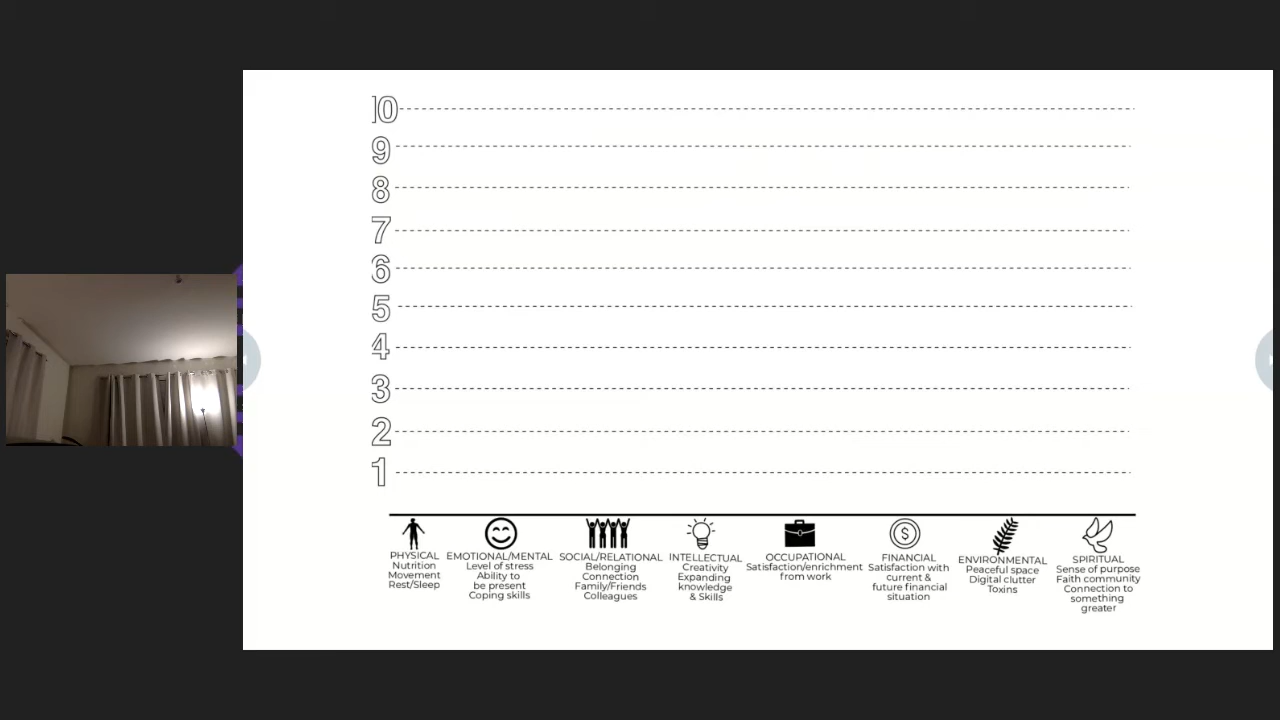 10
9
8
7
6
5
4
3
2
1
PHYSICAL
Nutrition
Movement
Rest/Sleep
EMOTIONAL/MENTAL
Level of stress
Ability to
be present
Coping skills
SOCIAL/RELATIONAL
Belonging
Connection
Family/Friends
Colleagues
INTELLECTUAL
Creativity
Expanding
knowledge
& Skills
OCCUPATIONAL
Satisfaction/enrichment
from work
FINANCIAL
Satisfaction with
current &
future financial
situation
ENVIRONMENTAL
Peaceful space
Digital clutter
Toxins
SPIRITUAL
Sense of purpose
Faith community
Connection to
something
greater